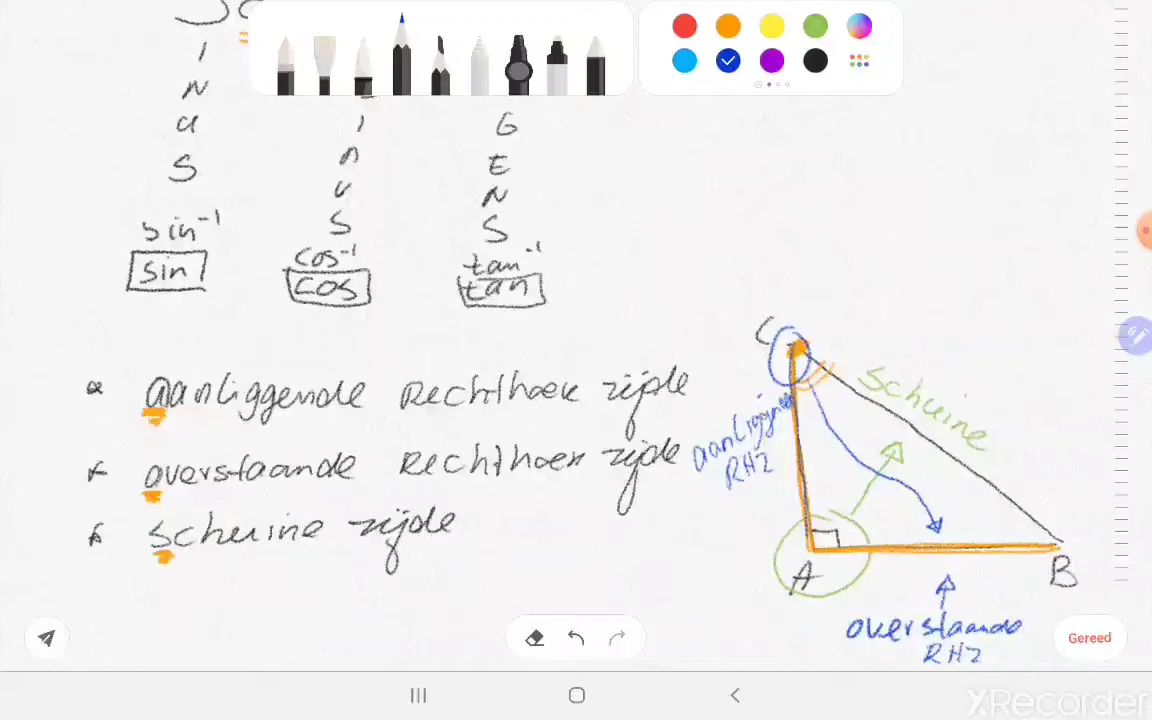 I
N
U
S
sin⁻¹
sin
I
N
U
S
cos⁻¹
cos
G
E
N
S
tan⁻¹
tan
aanliggende Rechthoek zijde
overstaande Rechthoek zijde
schuine zijde
C
schuine
aanliggende
RHZ
A
B
overstaande
RHZ
Gereed
XRecorder